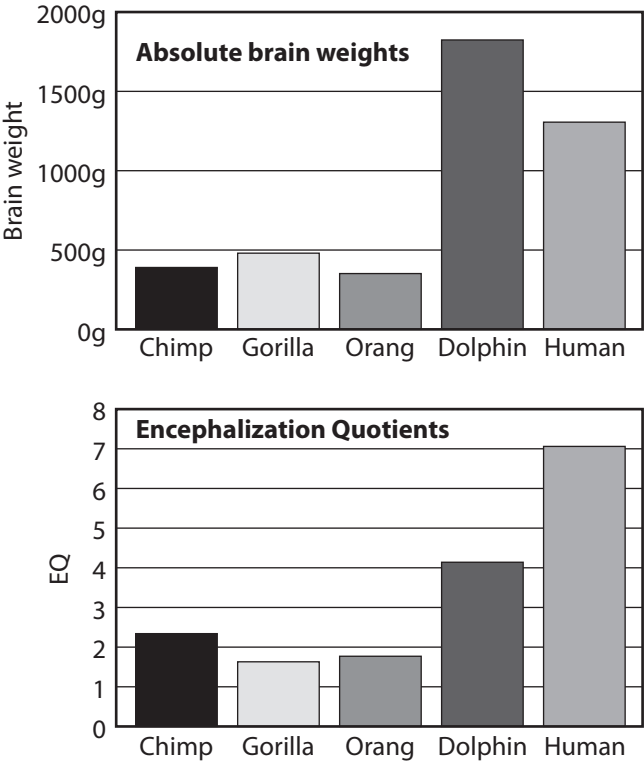 2000g
Absolute brain weights
1500g
Brain weight
1000g
500g
0g
Chimp Gorilla Orang Dolphin Human
8
Encephalization Quotients
7
6
5
EQ
4
3
2
1
0
Chimp Gorilla Orang Dolphin Human